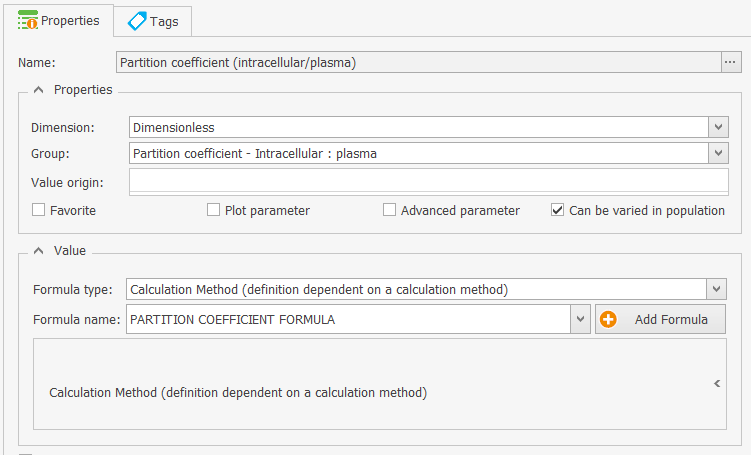 Properties
Tags
Name: Partition coefficient (intracellular/plasma) ...
Properties
Dimension: Dimensionless
Group: Partition coefficient - Intracellular : plasma
Value origin:
Favorite Plot parameter Advanced parameter Can be varied in population
Value
Formula type: Calculation Method (definition dependent on a calculation method)
Formula name: PARTITION COEFFICIENT FORMULA Add Formula
Calculation Method (definition dependent on a calculation method)